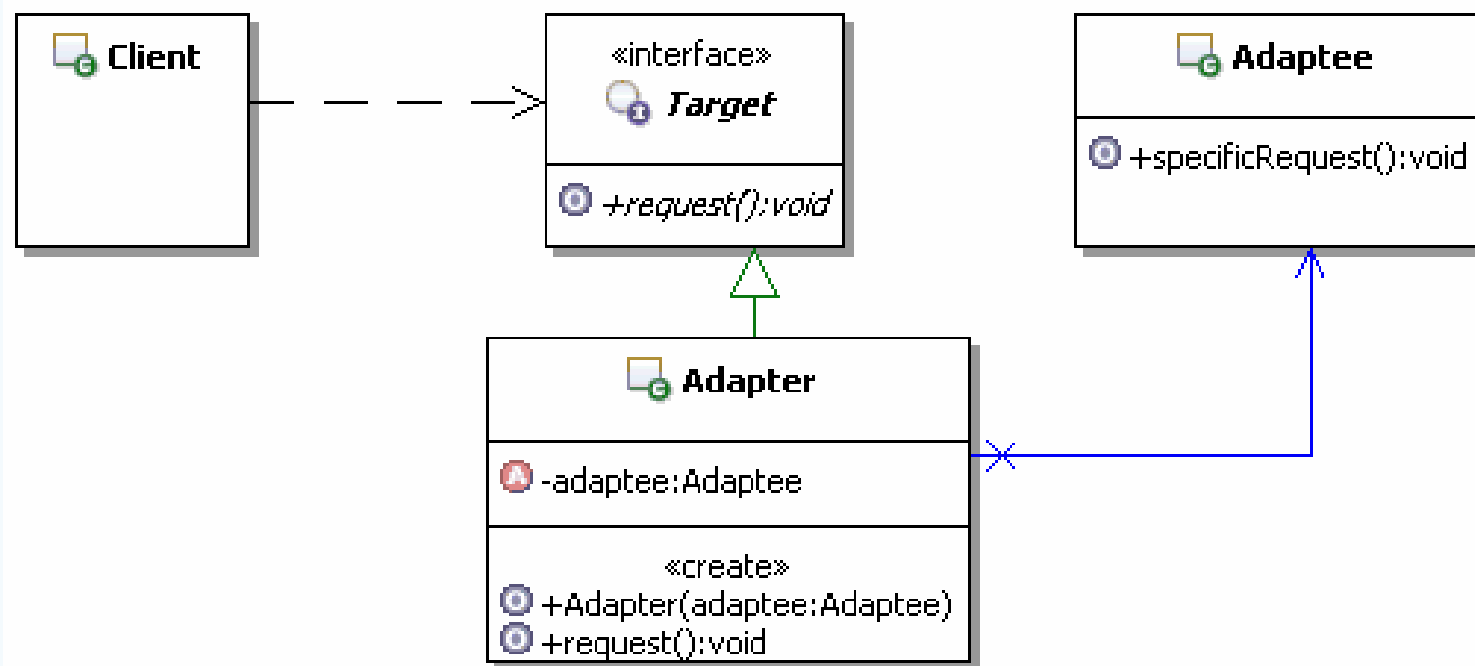 Client
«interface»
Target
+request():void
Adaptee
+specificRequest():void
Adapter
-adaptee:Adaptee
«create»
+Adapter(adaptee:Adaptee)
+request():void